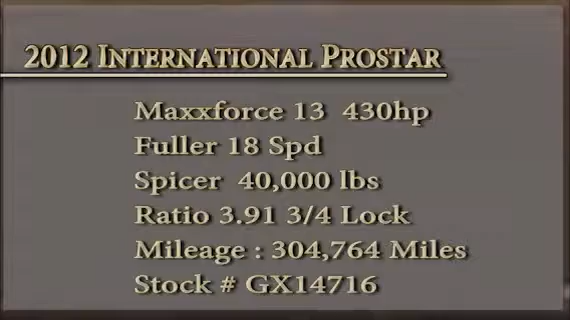 2012 International Prostar
Maxxforce 13 430hp
Fuller 18 Spd
Spicer 40,000 lbs
Ratio 3.91 3/4 Lock
Mileage : 304,764 Miles
Stock # GX14716